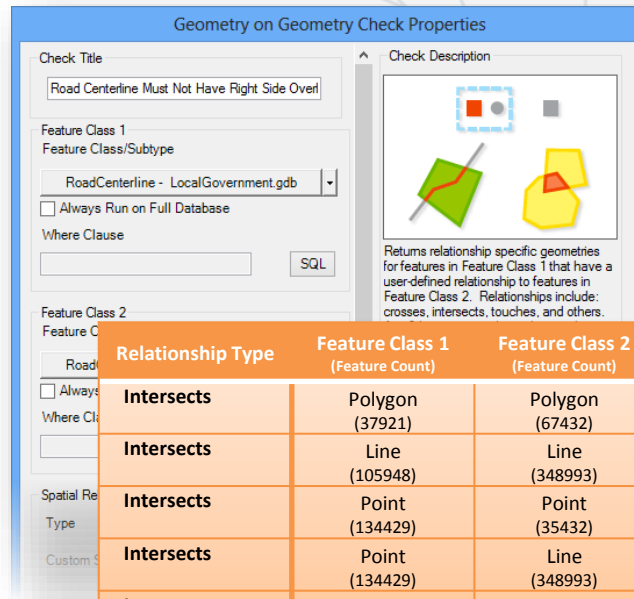 Geometry on Geometry Check Properties
Check Title
Road Centerline Must Not Have Right Side Overl
Feature Class 1
Feature Class/Subtype
RoadCenterline - LocalGovernment.gdb
Always Run on Full Database
Where Clause
SQL
Check Description
Returns relationship specific geometries
for features in Feature Class 1 that have a
user-defined relationship to features in
Feature Class 2. Relationships include:
crosses, intersects, touches, and others.
Feature Class 2
Feature C
Road
Always
Where Cla
Spatial Re
Type
Custom S
Relationship Type Feature Class 1 Feature Class 2
(Feature Count) (Feature Count)
Intersects Polygon Polygon
(37921) (67432)
Intersects Line Line
(105948) (348993)
Intersects Point Point
(134429) (35432)
Intersects Point Line
(134429) (348993)